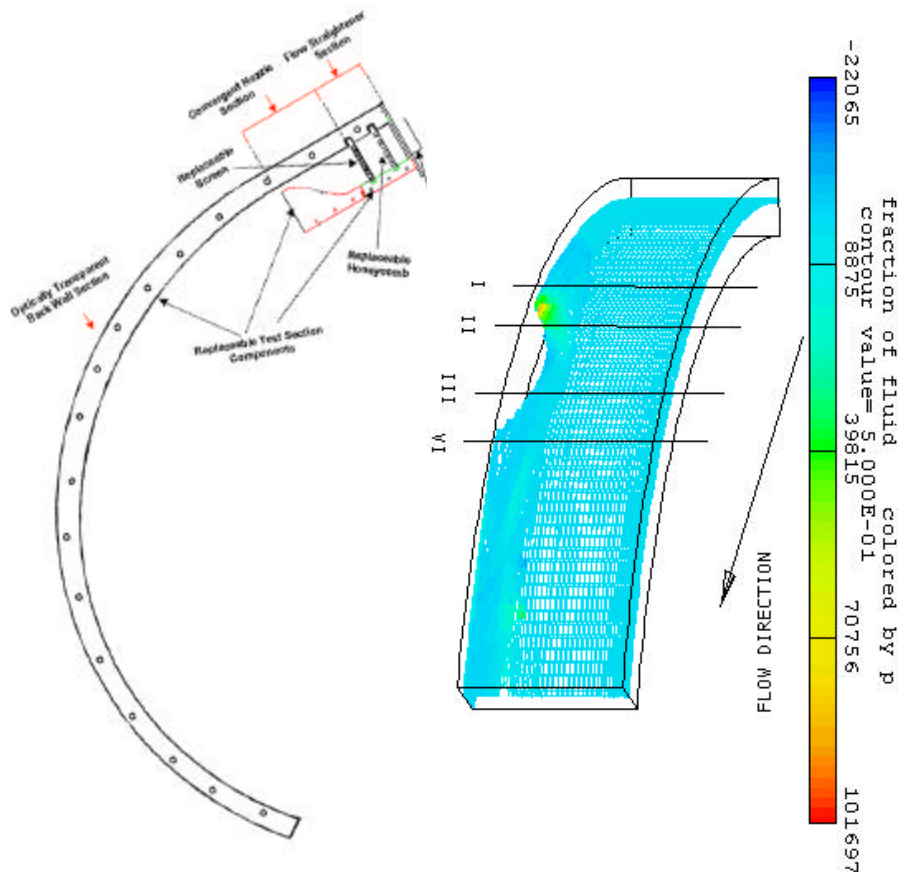 Flow Straightener
Section
Convergent Nozzle
Section
Replaceable
Screen
Replaceable
Honeycomb
Optically Transparent
Back Wall Section
Replaceable Test Section
Components
I
II
III
VI
FLOW DIRECTION
fraction of fluid colored by p
contour value= 5.000E-01
-22065 8875 39815 70756 101697